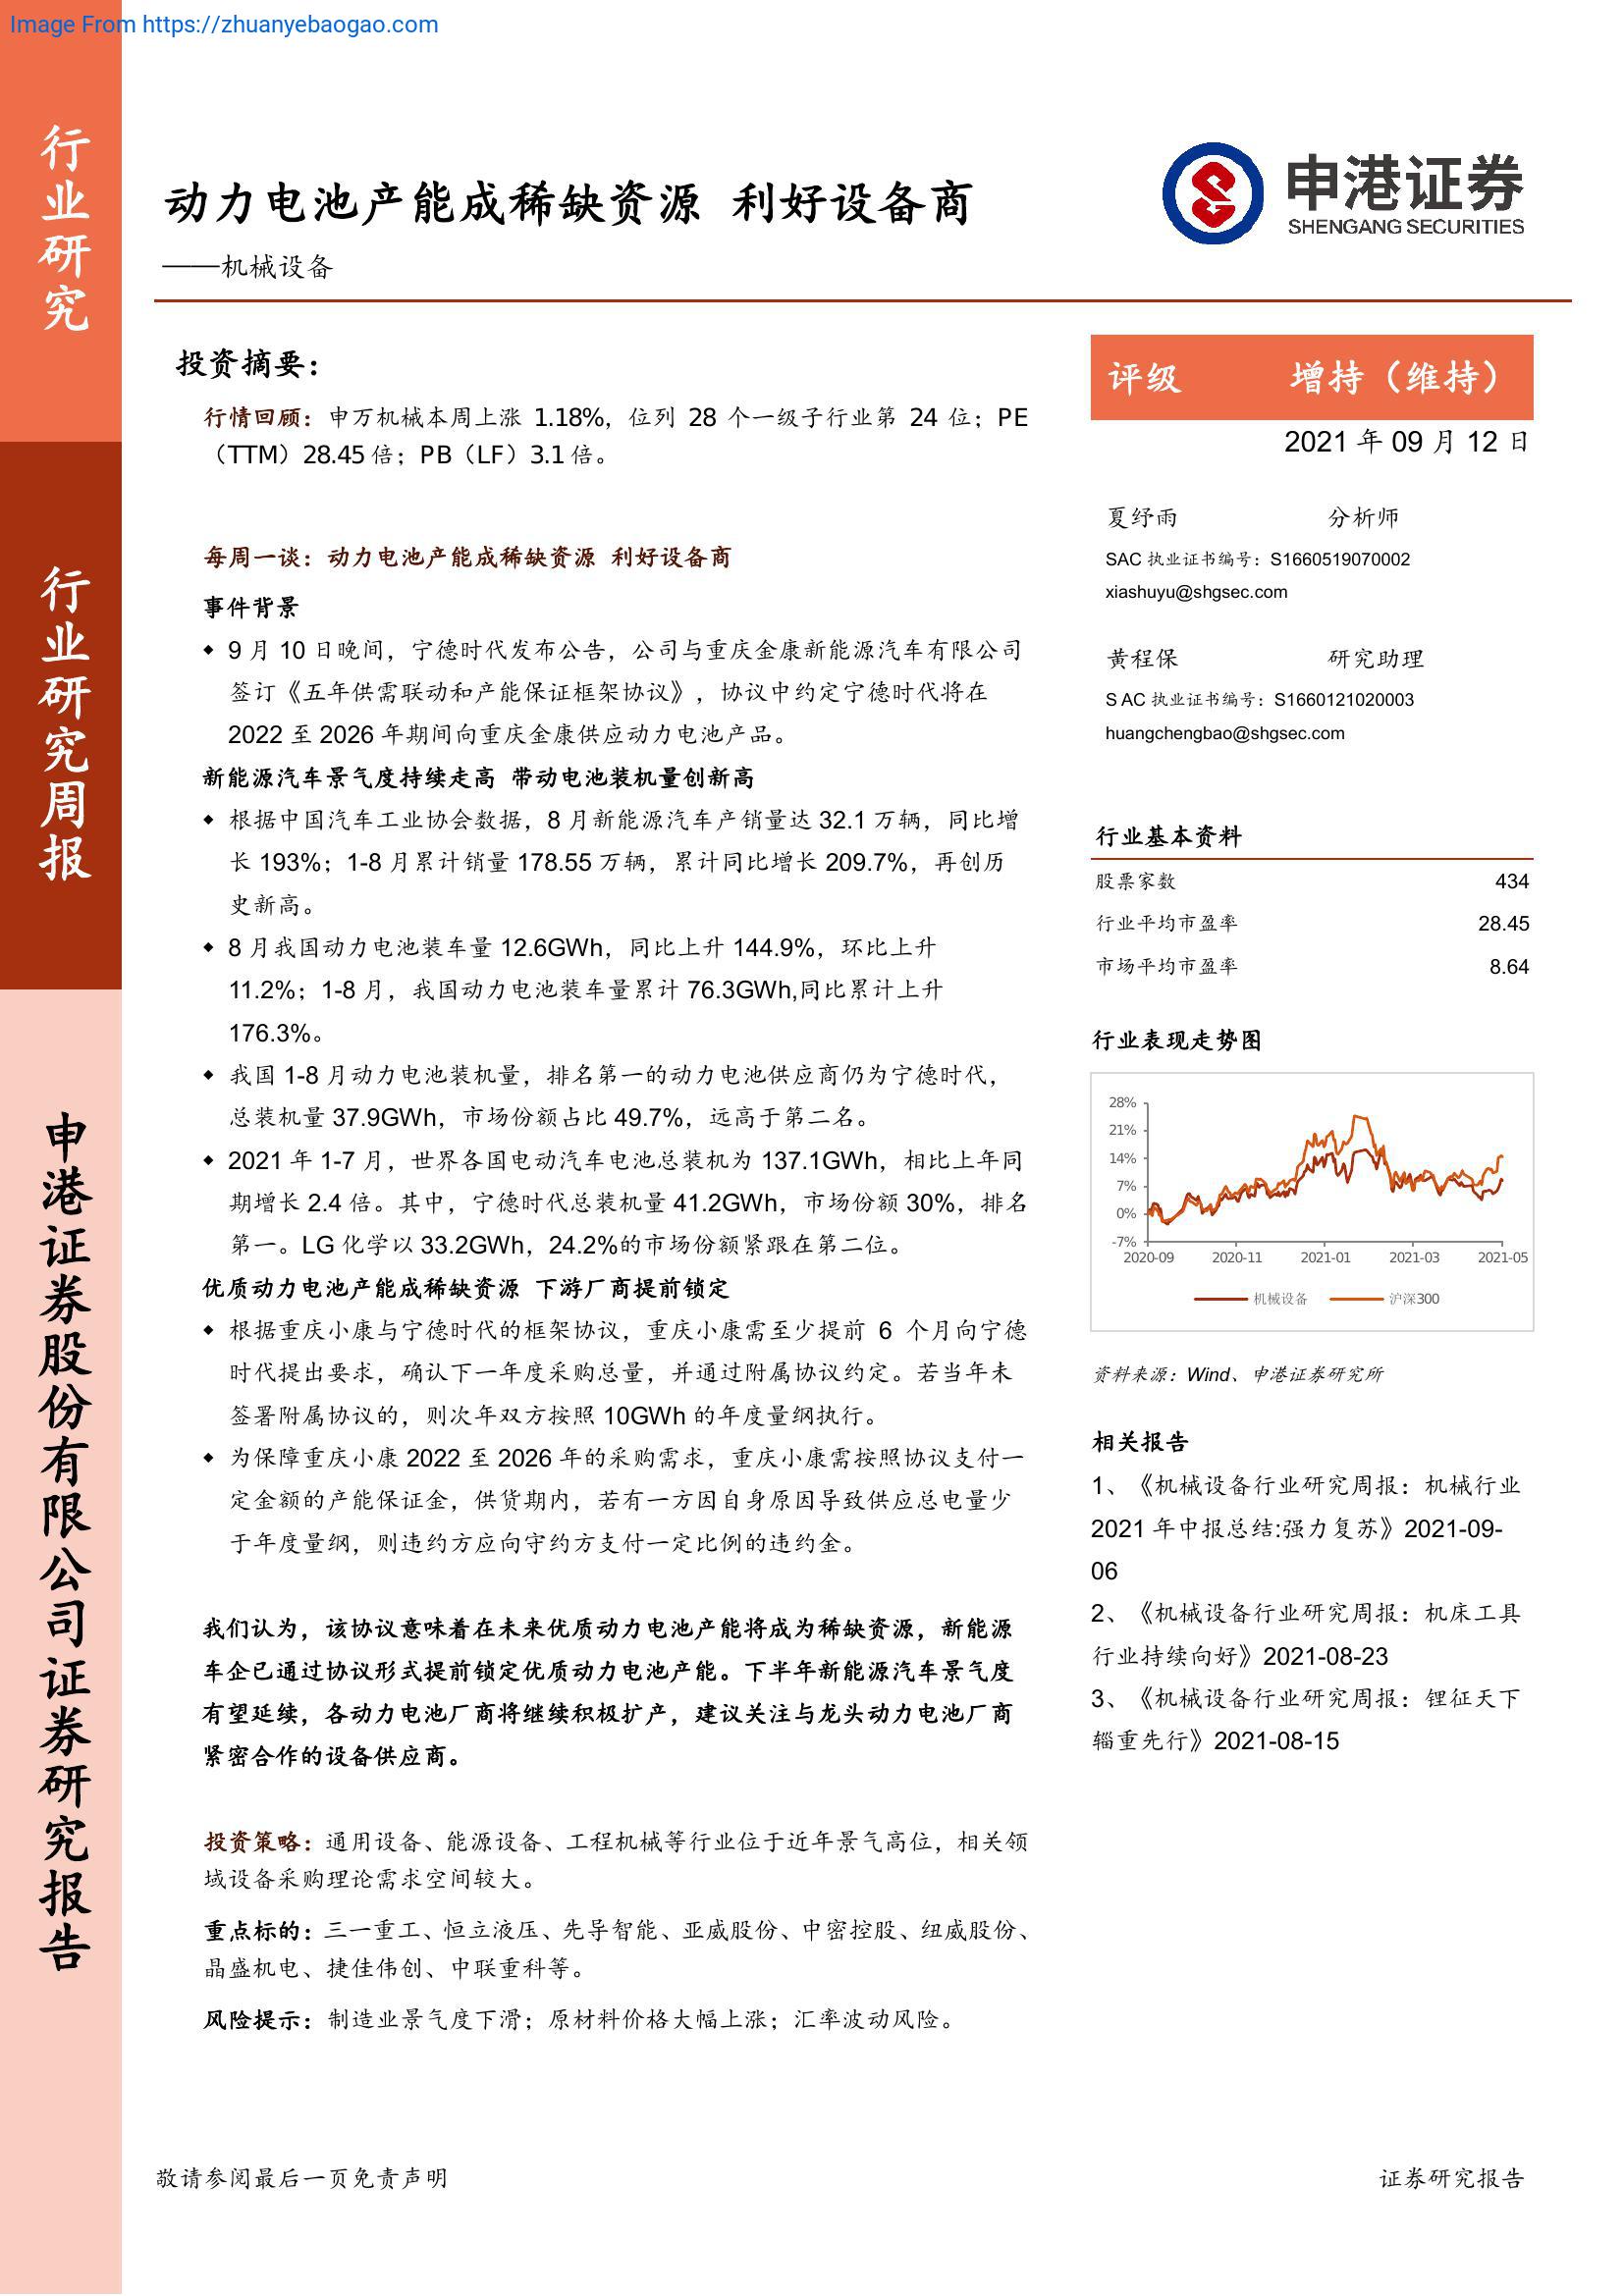 Image From https://zhuanyebaogao.com
行业研究
行业研究周报
申港证券股份有限公司证券研究报告
动力电池产能成稀缺资源 利好设备商
——机械设备
申港证券
SHENGANG SECURITIES
投资摘要：
行情回顾：申万机械本周上涨 1.18%，位列 28 个一级子行业第 24 位；PE
（TTM）28.45 倍；PB（LF）3.1 倍。
每周一谈：动力电池产能成稀缺资源 利好设备商
事件背景
◆ 9 月 10 日晚间，宁德时代发布公告，公司与重庆金康新能源汽车有限公司
签订《五年供需联动和产能保证框架协议》，协议中约定宁德时代将在
2022 至 2026 年期间向重庆金康供应动力电池产品。
新能源汽车景气度持续走高 带动电池装机量创新高
◆ 根据中国汽车工业协会数据，8 月新能源汽车产销量达 32.1 万辆，同比增
长 193%；1-8 月累计销量 178.55 万辆，累计同比增长 209.7%，再创历
史新高。
◆ 8 月我国动力电池装车量 12.6GWh，同比上升 144.9%，环比上升
11.2%；1-8 月，我国动力电池装车量累计 76.3GWh,同比累计上升
176.3%。
◆ 我国 1-8 月动力电池装机量，排名第一的动力电池供应商仍为宁德时代，
总装机量 37.9GWh，市场份额占比 49.7%，远高于第二名。
◆ 2021 年 1-7 月，世界各国电动汽车电池总装机为 137.1GWh，相比上年同
期增长 2.4 倍。其中，宁德时代总装机量 41.2GWh，市场份额 30%，排名
第一。LG 化学以 33.2GWh，24.2%的市场份额紧跟在第二位。
优质动力电池产能成稀缺资源 下游厂商提前锁定
◆ 根据重庆小康与宁德时代的框架协议，重庆小康需至少提前 6 个月向宁德
时代提出要求，确认下一年度采购总量，并通过附属协议约定。若当年未
签署附属协议的，则次年双方按照 10GWh 的年度量纲执行。
◆ 为保障重庆小康 2022 至 2026 年的采购需求，重庆小康需按照协议支付一
定金额的产能保证金，供货期内，若有一方因自身原因导致供应总电量少
于年度量纲，则违约方应向守约方支付一定比例的违约金。
我们认为，该协议意味着在未来优质动力电池产能将成为稀缺资源，新能源
车企已通过协议形式提前锁定优质动力电池产能。下半年新能源汽车景气度
有望延续，各动力电池厂商将继续积极扩产，建议关注与龙头动力电池厂商
紧密合作的设备供应商。
投资策略：通用设备、能源设备、工程机械等行业位于近年景气高位，相关领
域设备采购理论需求空间较大。
重点标的：三一重工、恒立液压、先导智能、亚威股份、中密控股、纽威股份、
晶盛机电、捷佳伟创、中联重科等。
风险提示：制造业景气度下滑；原材料价格大幅上涨；汇率波动风险。
评级 增持（维持）
2021 年 09 月 12 日
夏纾雨 分析师
SAC 执业证书编号：S1660519070002
xiashuyu@shgsec.com
黄程保 研究助理
S AC 执业证书编号：S1660121020003
huangchengbao@shgsec.com
行业基本资料
股票家数 434
行业平均市盈率 28.45
市场平均市盈率 8.64
行业表现走势图
28%
21%
14%
7%
0%
-7%
2020-09 2020-11 2021-01 2021-03 2021-05
机械设备 沪深300
资料来源：Wind、申港证券研究所
相关报告
1、《机械设备行业研究周报：机械行业
2021 年中报总结:强力复苏》2021-09-
06
2、《机械设备行业研究周报：机床工具
行业持续向好》2021-08-23
3、《机械设备行业研究周报：锂征天下
辎重先行》2021-08-15
敬请参阅最后一页免责声明 证券研究报告